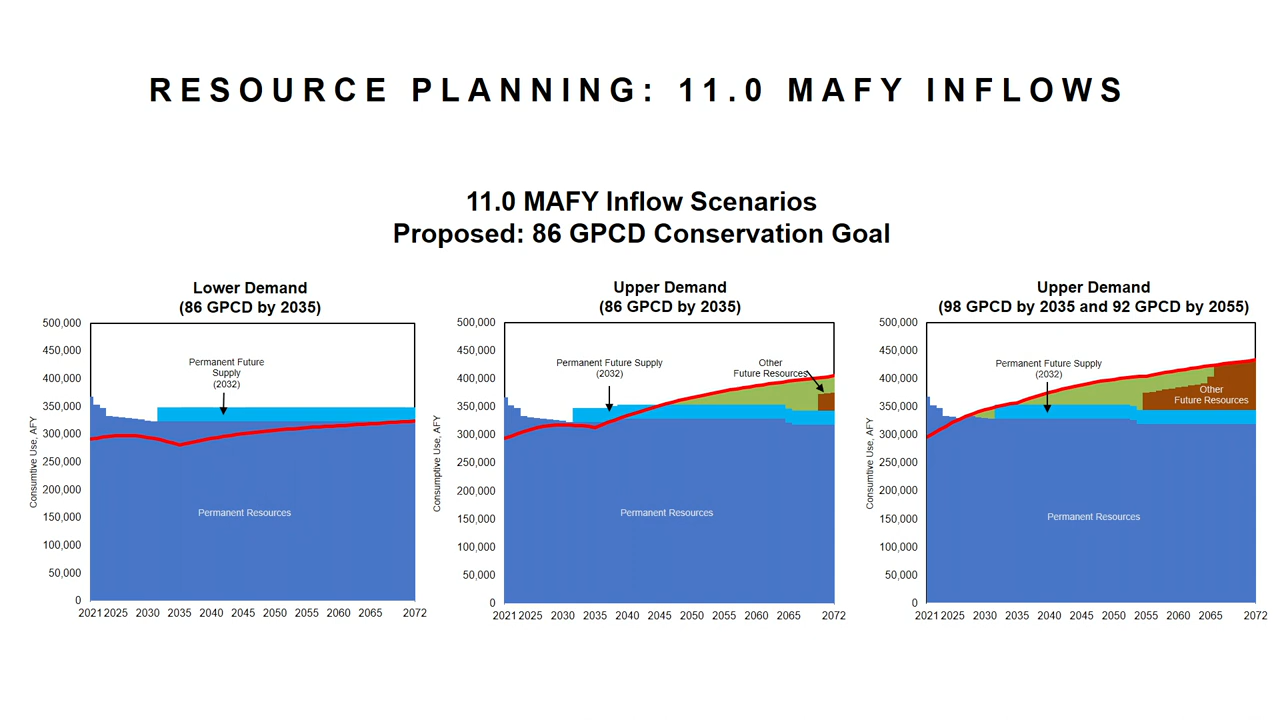 RESOURCE PLANNING: 11.0 MAFY INFLOWS
11.0 MAFY Inflow Scenarios
Proposed: 86 GPCD Conservation Goal
Lower Demand
(86 GPCD by 2035)
500,000
450,000
400,000
350,000
300,000
250,000
200,000
150,000
100,000
50,000
0
Consumtive Use, AFY
Permanent Future
Supply
(2032)
Permanent Resources
2021 2025 2030 2035 2040 2045 2050 2055 2060 2065 2072
Upper Demand
(86 GPCD by 2035)
500,000
450,000
400,000
350,000
300,000
250,000
200,000
150,000
100,000
50,000
0
Consumptive Use, AFY
Permanent Future Supply
(2032)
Other
Future Resources
Permanent Resources
2021 2025 2030 2035 2040 2045 2050 2055 2060 2065 2072
Upper Demand
(98 GPCD by 2035 and 92 GPCD by 2055)
500,000
450,000
400,000
350,000
300,000
250,000
200,000
150,000
100,000
50,000
0
Consumtive Use, AFY
Permanent Future Supply
(2032)
Other
Future Resources
Permanent Resources
2021 2025 2030 2035 2040 2045 2050 2055 2060 2065 2072